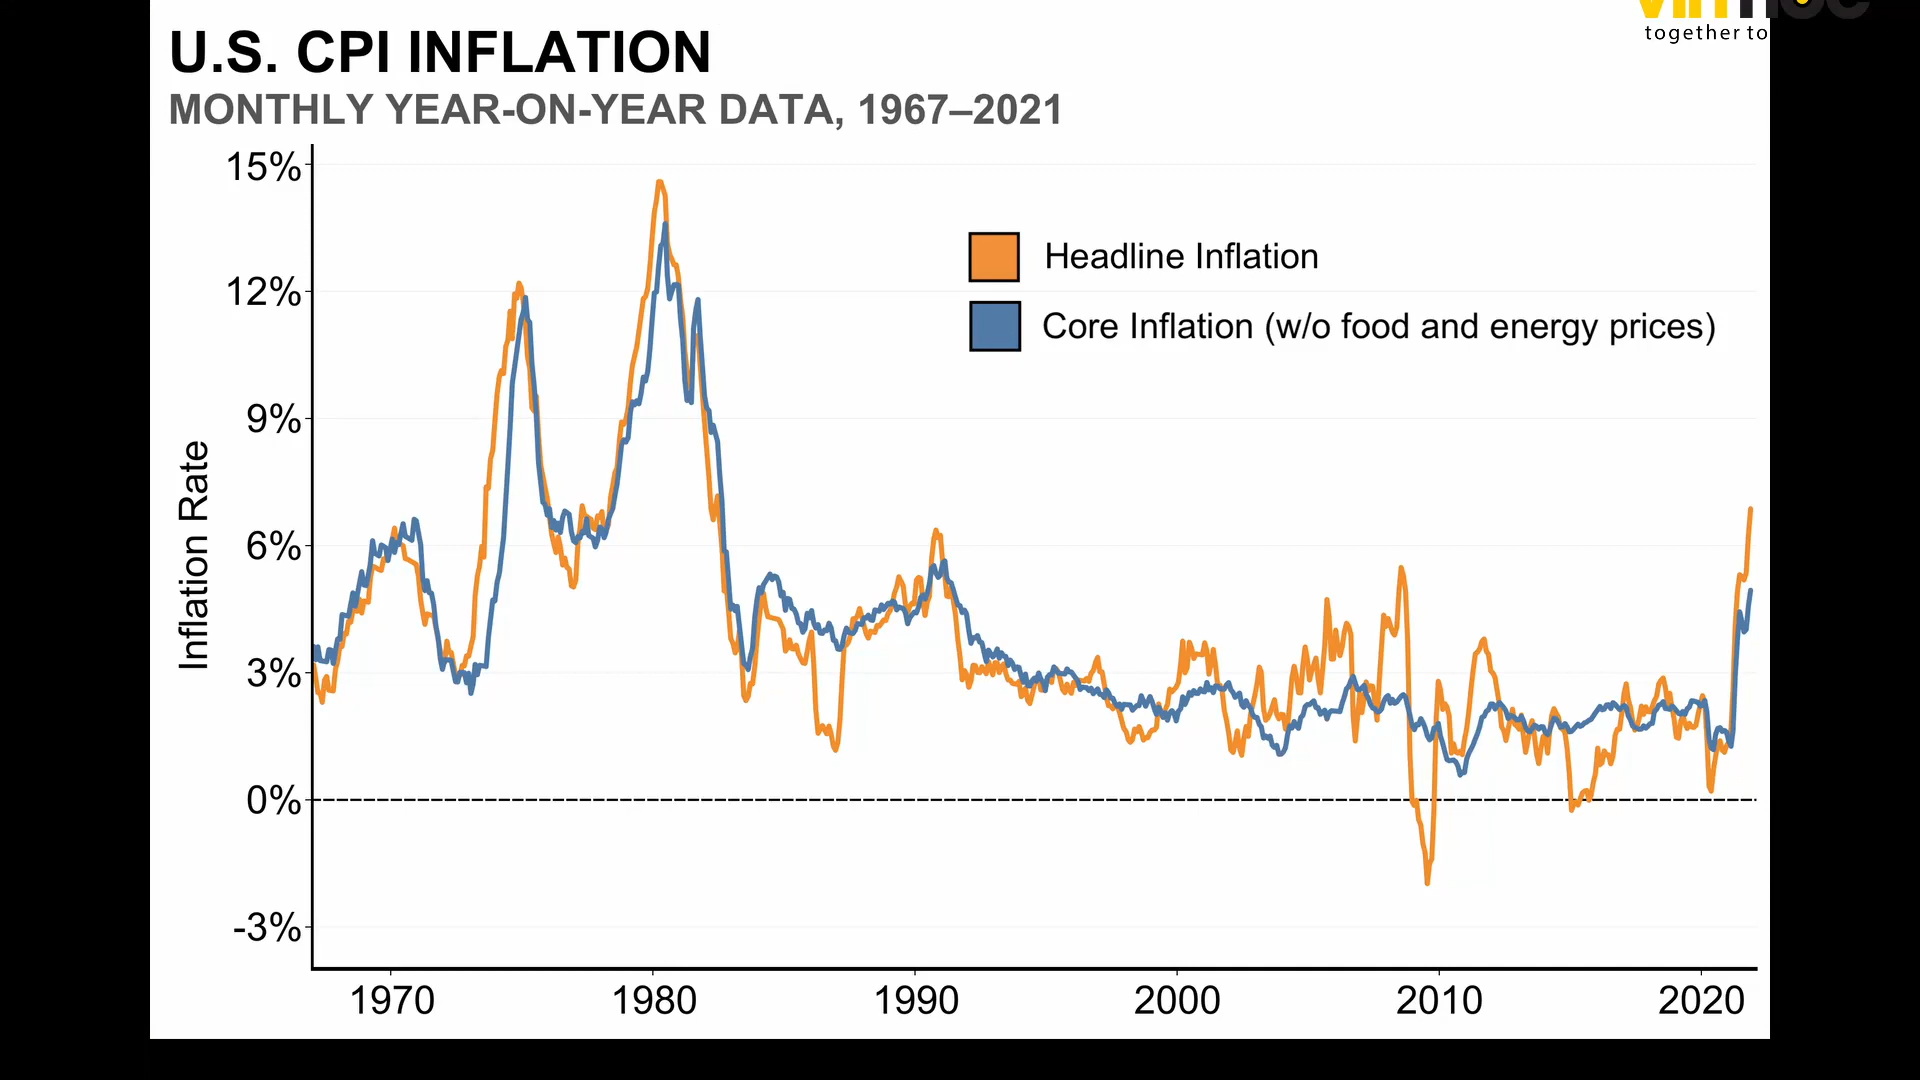 U.S. CPI INFLATION
together to
MONTHLY YEAR-ON-YEAR DATA, 1967–2021
15%
Headline Inflation
12%
Core Inflation (w/o food and energy prices)
9%
Inflation Rate
6%
3%
0%
-3%
1970 1980 1990 2000 2010 2020